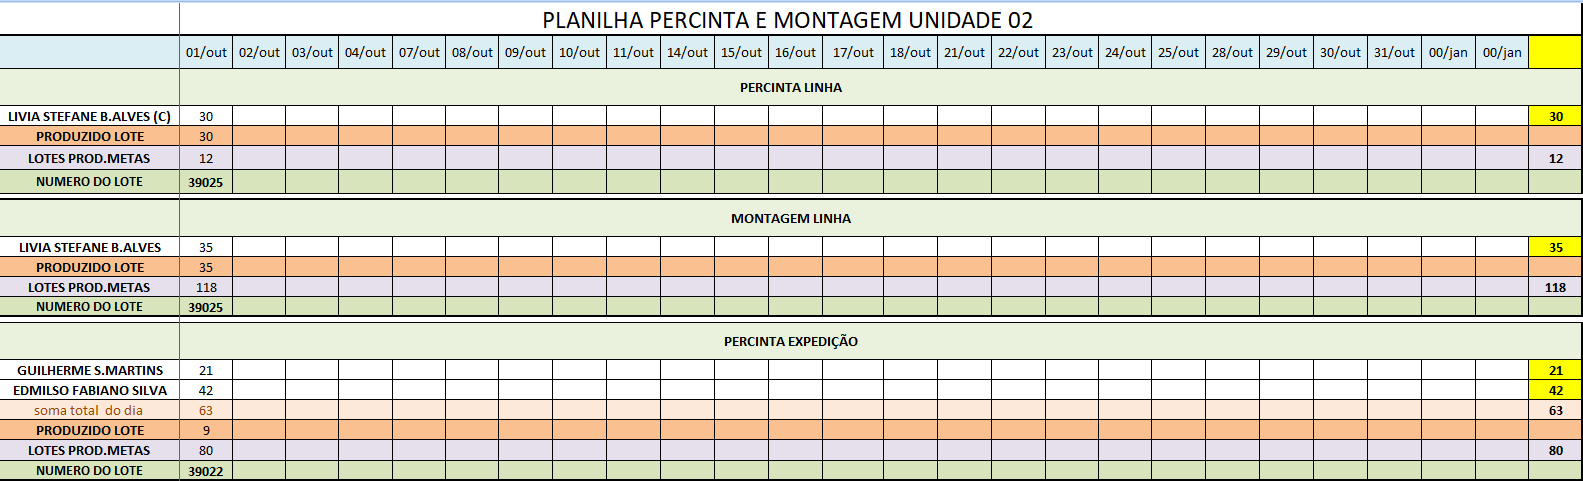 PLANILHA PERCINTA E MONTAGEM UNIDADE 02
01/out 02/out 03/out 04/out 07/out 08/out 09/out 10/out 11/out 14/out 15/out 16/out 17/out 18/out 21/out 22/out 23/out 24/out 25/out 28/out 29/out 30/out 31/out 00/jan 00/jan
PERCINTA LINHA
LIVIA STEFANE B.ALVES (C) 30 30
PRODUZIDO LOTE 30
LOTES PROD.METAS 12 12
NUMERO DO LOTE 39025
MONTAGEM LINHA
LIVIA STEFANE B.ALVES 35 35
PRODUZIDO LOTE 35
LOTES PROD.METAS 118 118
NUMERO DO LOTE 39025
PERCINTA EXPEDIÇÃO
GUILHERME S.MARTINS 21 21
EDMILSO FABIANO SILVA 42 42
soma total do dia 63 63
PRODUZIDO LOTE 9
LOTES PROD.METAS 80 80
NUMERO DO LOTE 39022